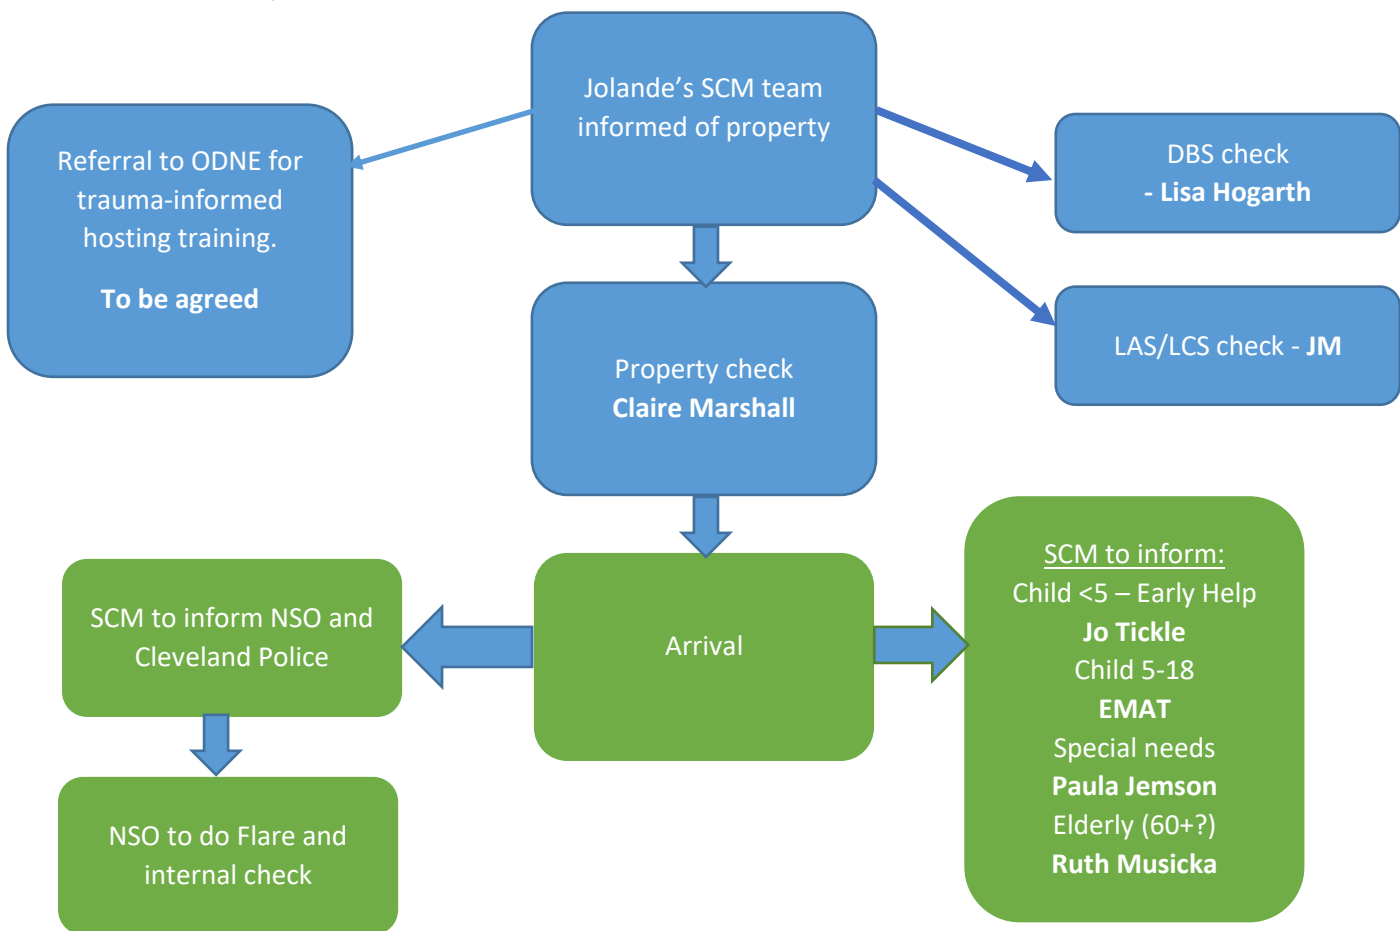 Jolande’s SCM team
informed of property
Referral to ODNE for
trauma-informed
hosting training.
To be agreed
DBS check
- Lisa Hogarth
LAS/LCS check - JM
Property check
Claire Marshall
Arrival
SCM to inform NSO and
Cleveland Police
NSO to do Flare and
internal check
SCM to inform:
Child <5 – Early Help
Jo Tickle
Child 5-18
EMAT
Special needs
Paula Jemson
Elderly (60+?)
Ruth Musicka